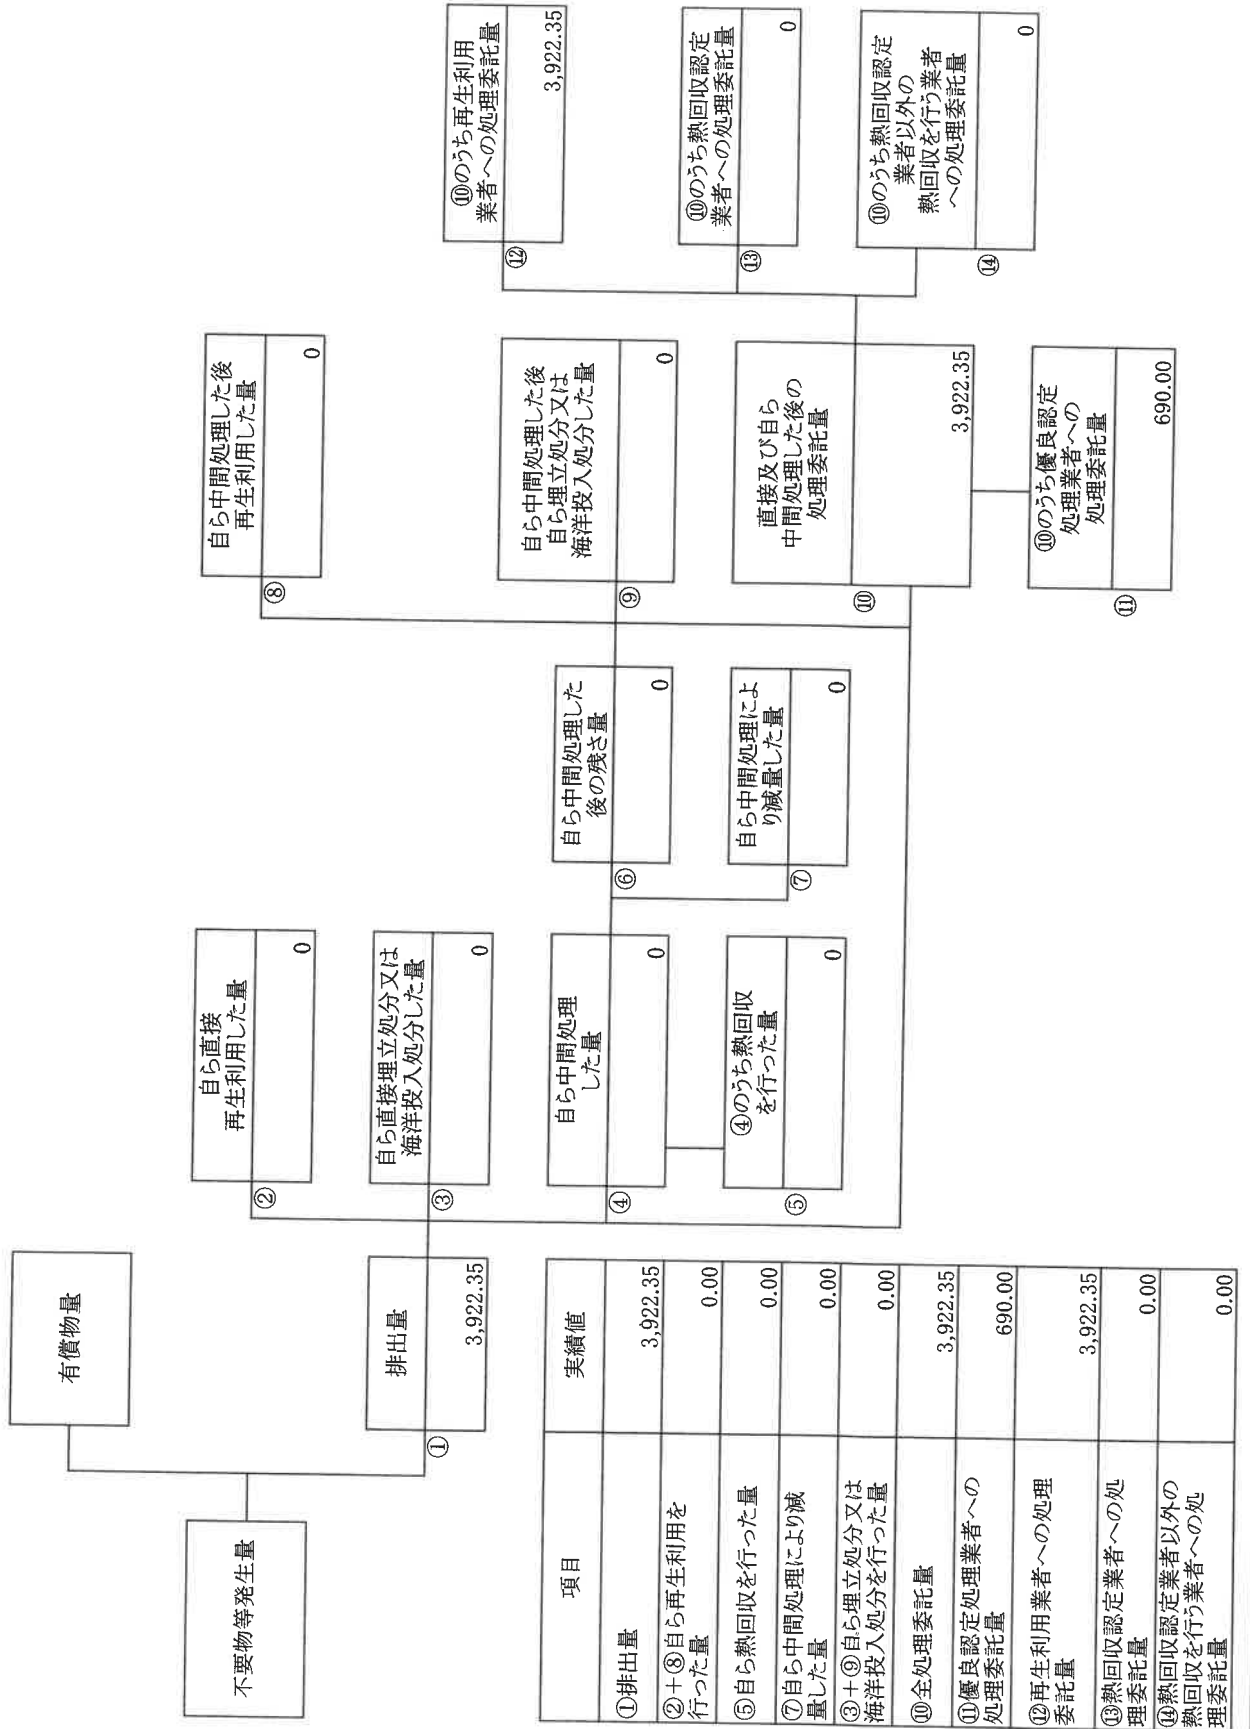 不要物等発生量
有償物量
①
排出量
3,922.35
②
自ら直接
再生利用した量
0
③
自ら直接埋立処分又は
海洋投入処分した量
0
④
自ら中間処理
した量
0
⑤
④のうち熱回収
を行った量
0
⑥
自ら中間処理した
後の残さ量
0
⑦
自ら中間処理によ
り減量した量
0
⑧
自ら中間処理した後
再生利用した量
0
⑨
自ら中間処理した後
自ら埋立処分又は
海洋投入処分した量
0
⑩
直接及び自ら
中間処理した後の
処理委託量
3,922.35
⑪
⑩のうち優良認定
処理業者への
処理委託量
690.00
⑫
⑩のうち再生利用
業者への処理委託量
3,922.35
⑬
⑩のうち熱回収認定
業者への処理委託量
0
⑭
⑩のうち熱回収認定
業者以外の
熱回収を行う業者
への処理委託量
0
項目 実績値
①排出量 3,922.35
②+⑧自ら再生利用を
行った量 0.00
⑤自ら熱回収を行った量 0.00
⑦自ら中間処理により減
量した量 0.00
③+⑨自ら埋立処分又は
海洋投入処分を行った量 0.00
⑩全処理委託量 3,922.35
⑪優良認定処理業者への
処理委託量 690.00
⑫再生利用業者への処理
委託量 3,922.35
⑬熱回収認定業者への処
理委託量 0.00
⑭熱回収認定業者以外の
熱回収を行う業者への処
理委託量 0.00